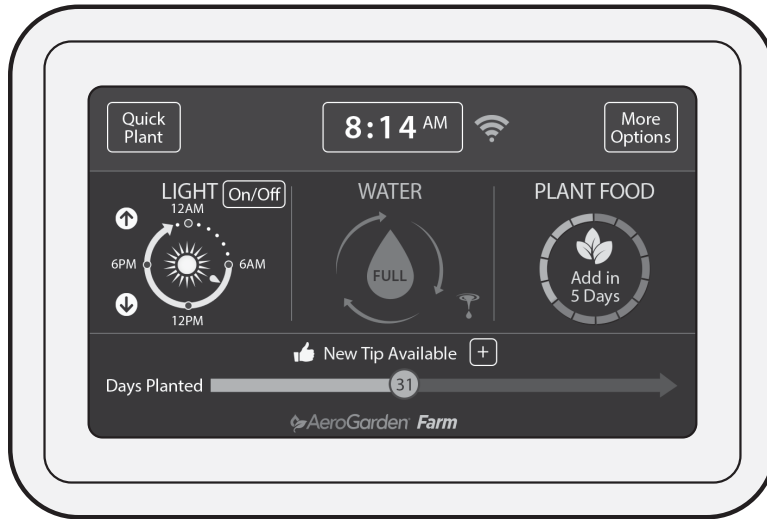 Quick
Plant
8:14 AM
More
Options
LIGHT On/Off
12AM
6PM
6AM
12PM
WATER
FULL
PLANT FOOD
Add in
5 Days
New Tip Available +
Days Planted 31
AeroGarden Farm